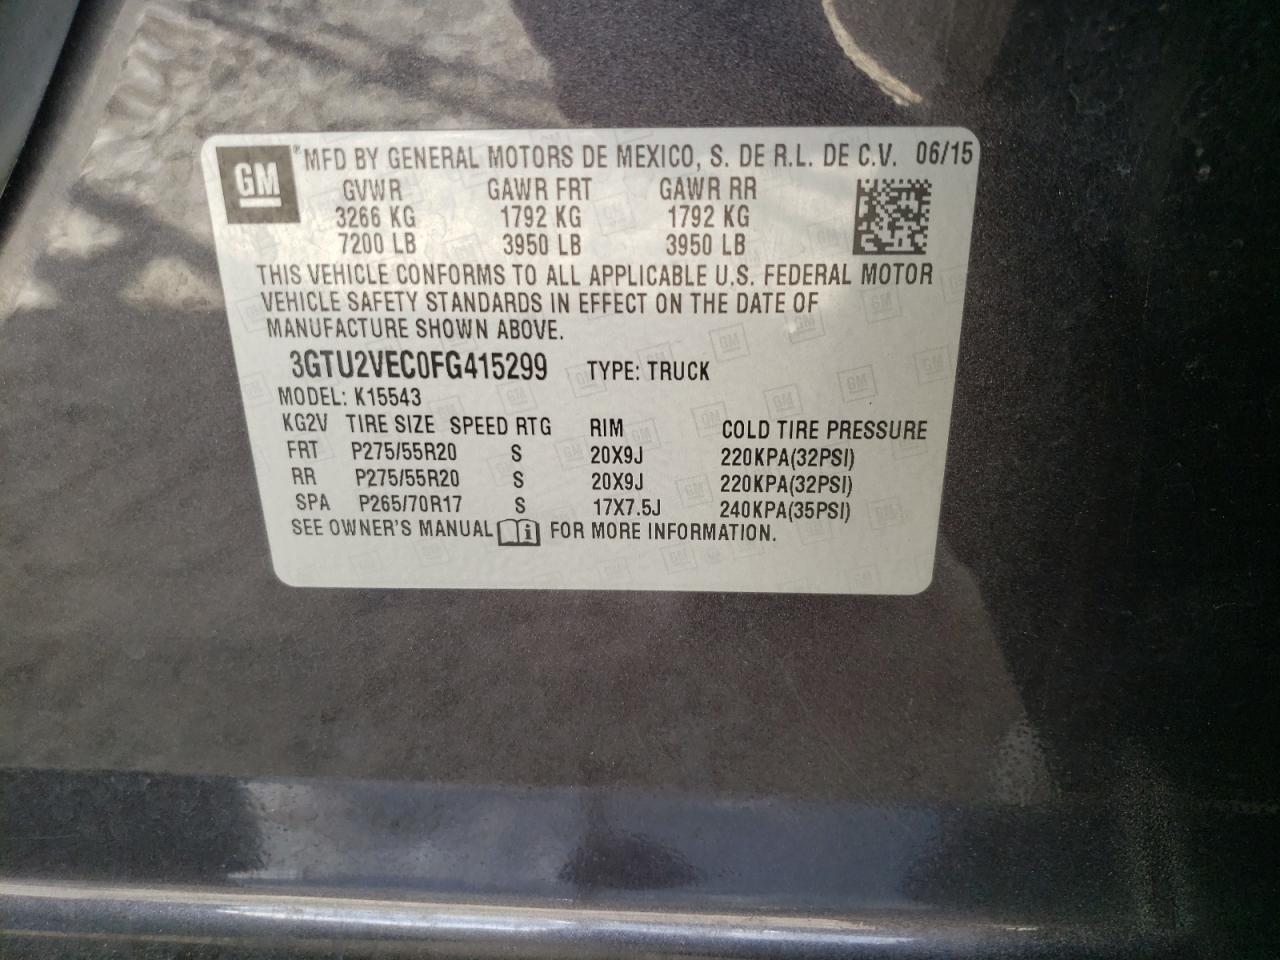 GM ® MFD BY GENERAL MOTORS DE MEXICO, S. DE R.L. DE C.V. 06/15
GVWR GAWR FRT GAWR RR
3266 KG 1792 KG 1792 KG
7200 LB 3950 LB 3950 LB
THIS VEHICLE CONFORMS TO ALL APPLICABLE U.S. FEDERAL MOTOR
VEHICLE SAFETY STANDARDS IN EFFECT ON THE DATE OF
MANUFACTURE SHOWN ABOVE.
3GTU2VEC0FG415299 TYPE: TRUCK
MODEL: K15543
KG2V TIRE SIZE SPEED RTG RIM COLD TIRE PRESSURE
FRT P275/55R20 S 20X9J 220KPA(32PSI)
RR P275/55R20 S 20X9J 220KPA(32PSI)
SPA P265/70R17 S 17X7.5J 240KPA(35PSI)
SEE OWNER'S MANUAL i FOR MORE INFORMATION.